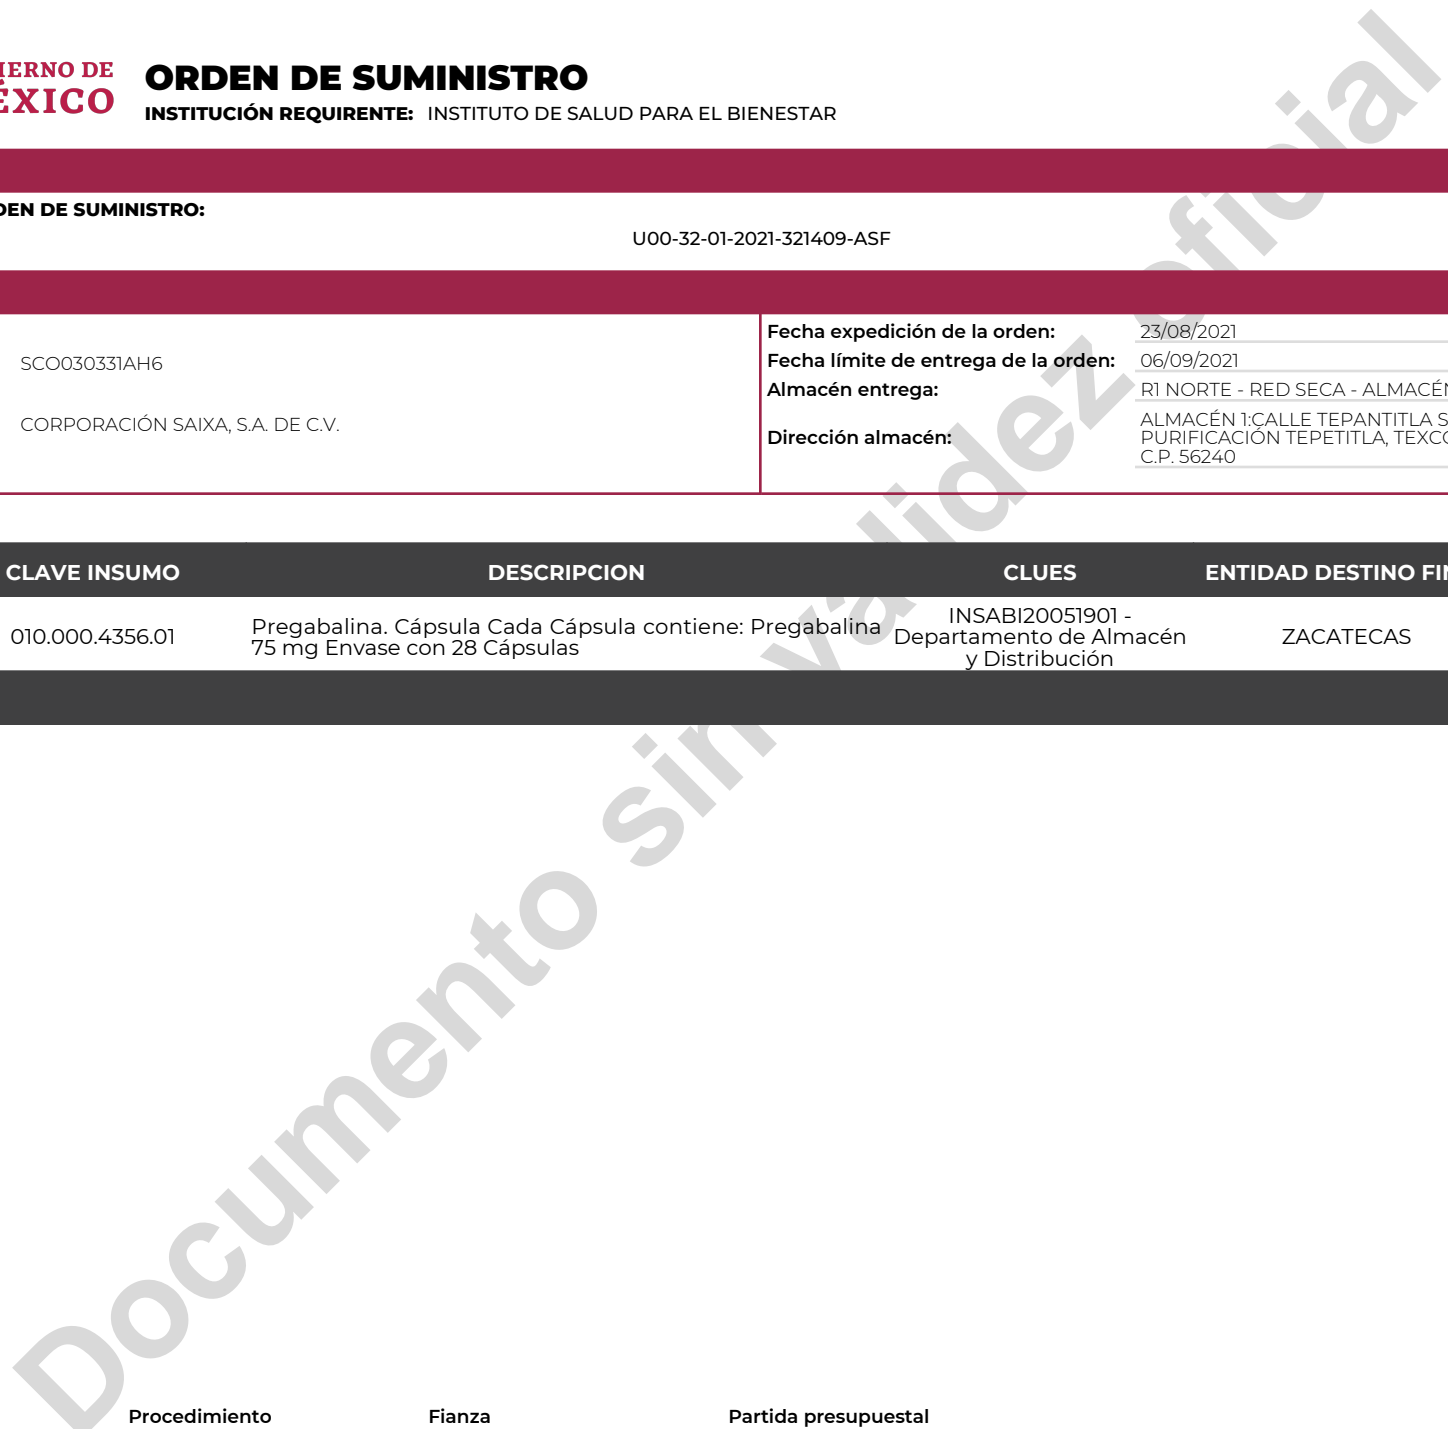 IERNO DE
ÉXICO
ORDEN DE SUMINISTRO
INSTITUCIÓN REQUIRENTE: INSTITUTO DE SALUD PARA EL BIENESTAR
DEN DE SUMINISTRO:
U00-32-01-2021-321409-ASF
SCO030331AH6
CORPORACIÓN SAIXA, S.A. DE C.V.
Fecha expedición de la orden: 23/08/2021
Fecha límite de entrega de la orden: 06/09/2021
Almacén entrega: R1 NORTE - RED SECA - ALMACÉN
Dirección almacén:
ALMACÉN 1:CALLE TEPANTITLA S
PURIFICACIÓN TEPETITLA, TEXCO
C.P. 56240
CLAVE INSUMO DESCRIPCION CLUES ENTIDAD DESTINO FIN
010.000.4356.01
Pregabalina. Cápsula Cada Cápsula contiene: Pregabalina
75 mg Envase con 28 Cápsulas
INSABI20051901 -
Departamento de Almacén
y Distribución
ZACATECAS
Documento sin validez oficial
Procedimiento Fianza Partida presupuestal